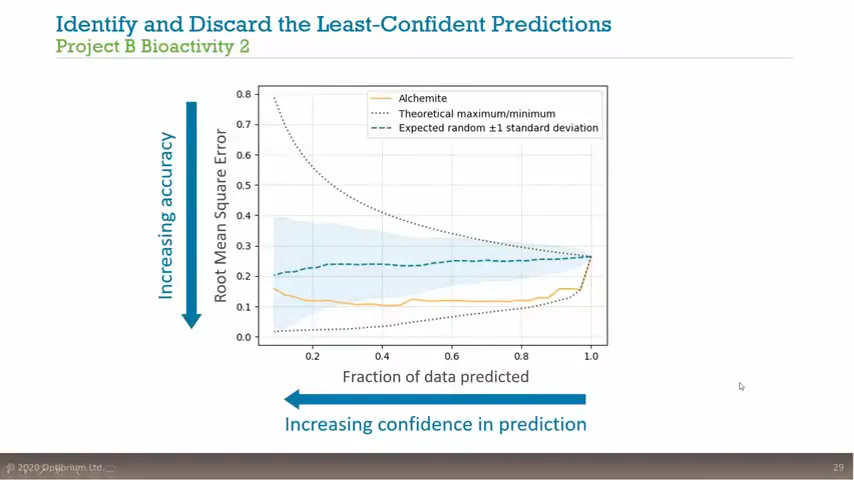 Identify and Discard the Least-Confident Predictions
Project B Bioactivity 2
Increasing accuracy
Root Mean Square Error
0.8
0.7
0.6
0.5
0.4
0.3
0.2
0.1
0.0
Alchemite
Theoretical maximum/minimum
Expected random ±1 standard deviation
0.2 0.4 0.6 0.8 1.0
Fraction of data predicted
Increasing confidence in prediction
© 2020 Optibrium Ltd.
29